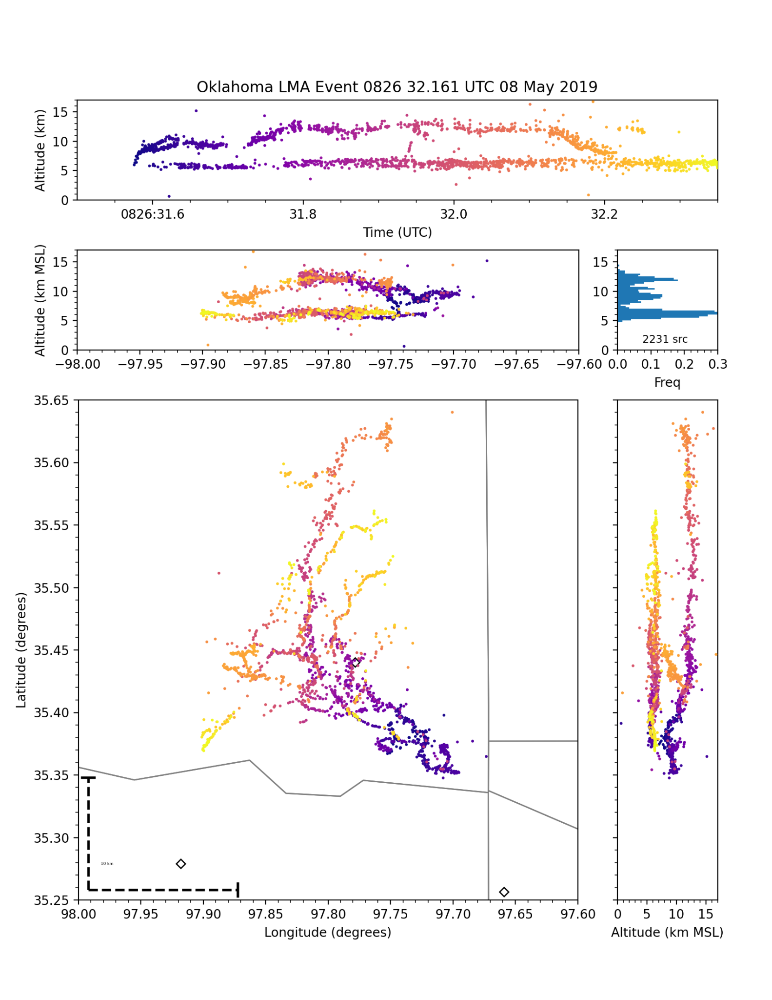 Oklahoma LMA Event 0826 32.161 UTC 08 May 2019
Altitude (km)
15
10
5
0
0826:31.6 31.8 32.0 32.2
Time (UTC)
Altitude (km MSL)
15
10
5
0
−98.00 −97.95 −97.90 −97.85 −97.80 −97.75 −97.70 −97.65 −97.60
15
10
5
0
2231 src
0.0 0.1 0.2 0.3
Freq
Latitude (degrees)
35.65
35.60
35.55
35.50
35.45
35.40
35.35
35.30
35.25
10 km
98.00 97.95 97.90 97.85 97.80 97.75 97.70 97.65 97.60
Longitude (degrees)
0 5 10 15
Altitude (km MSL)